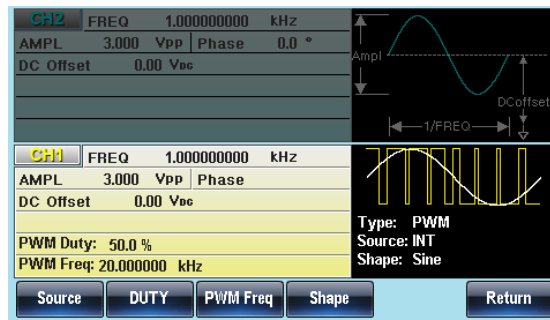 CH2 FREQ 1.000000000 kHz
AMPL 3.000 Vpp Phase 0.0 °
DC Offset 0.00 VDC
Ampl
DCoffset
1/FREQ
CH1 FREQ 1.000000000 kHz
AMPL 3.000 Vpp Phase
DC Offset 0.00 VDC
PWM Duty: 50.0 %
PWM Freq: 20.000000 kHz
Type: PWM
Source: INT
Shape: Sine
Source DUTY PWM Freq Shape Return